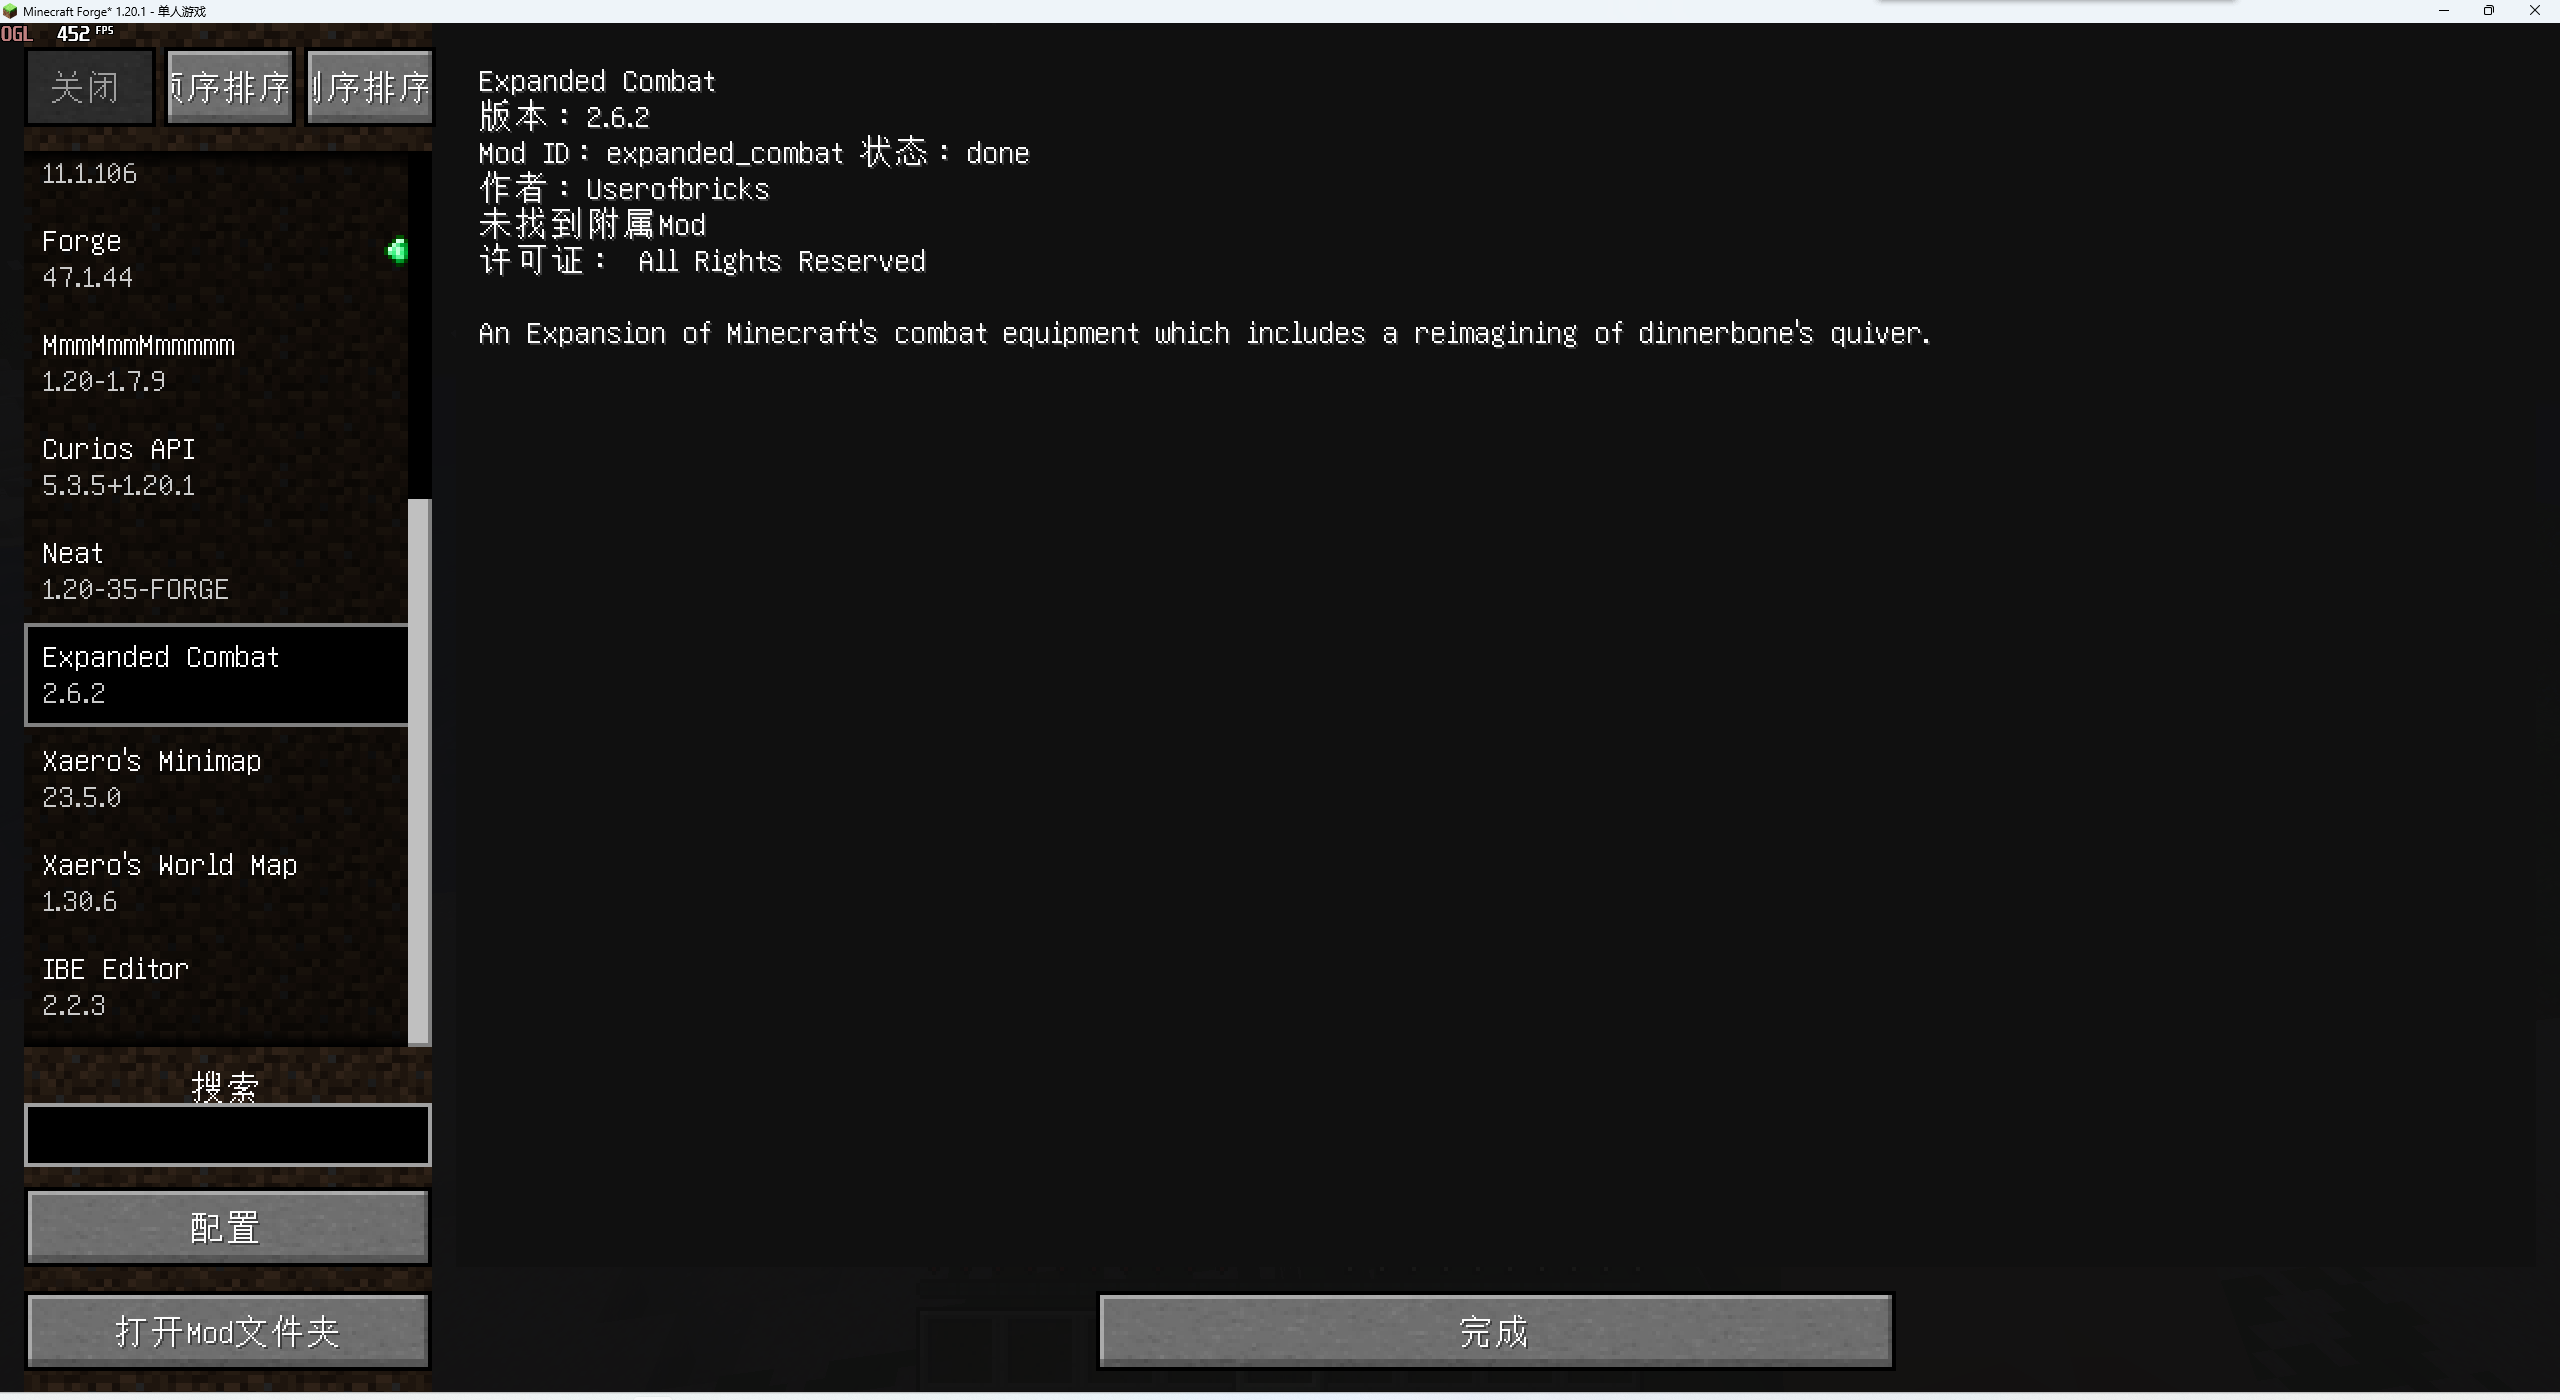 Minecraft Forge* 1.20.1 - 单人游戏
OGL 452 FPS
关闭
序排序
序排序
11.1.106
Forge
47.1.44
MmmMmmMmmmmm
1.20-1.7.9
Curios API
5.3.5+1.20.1
Neat
1.20-35-FORGE
Expanded Combat
2.6.2
Xaero's Minimap
23.5.0
Xaero's World Map
1.30.6
IBE Editor
2.2.3
搜索
配置
打开Mod文件夹
Expanded Combat
版本：2.6.2
Mod ID： expanded_combat 状态： done
作者：Userofbricks
未找到附属Mod
许可证： All Rights Reserved
An Expansion of Minecraft's combat equipment which includes a reimagining of dinnerbone's quiver.
完成